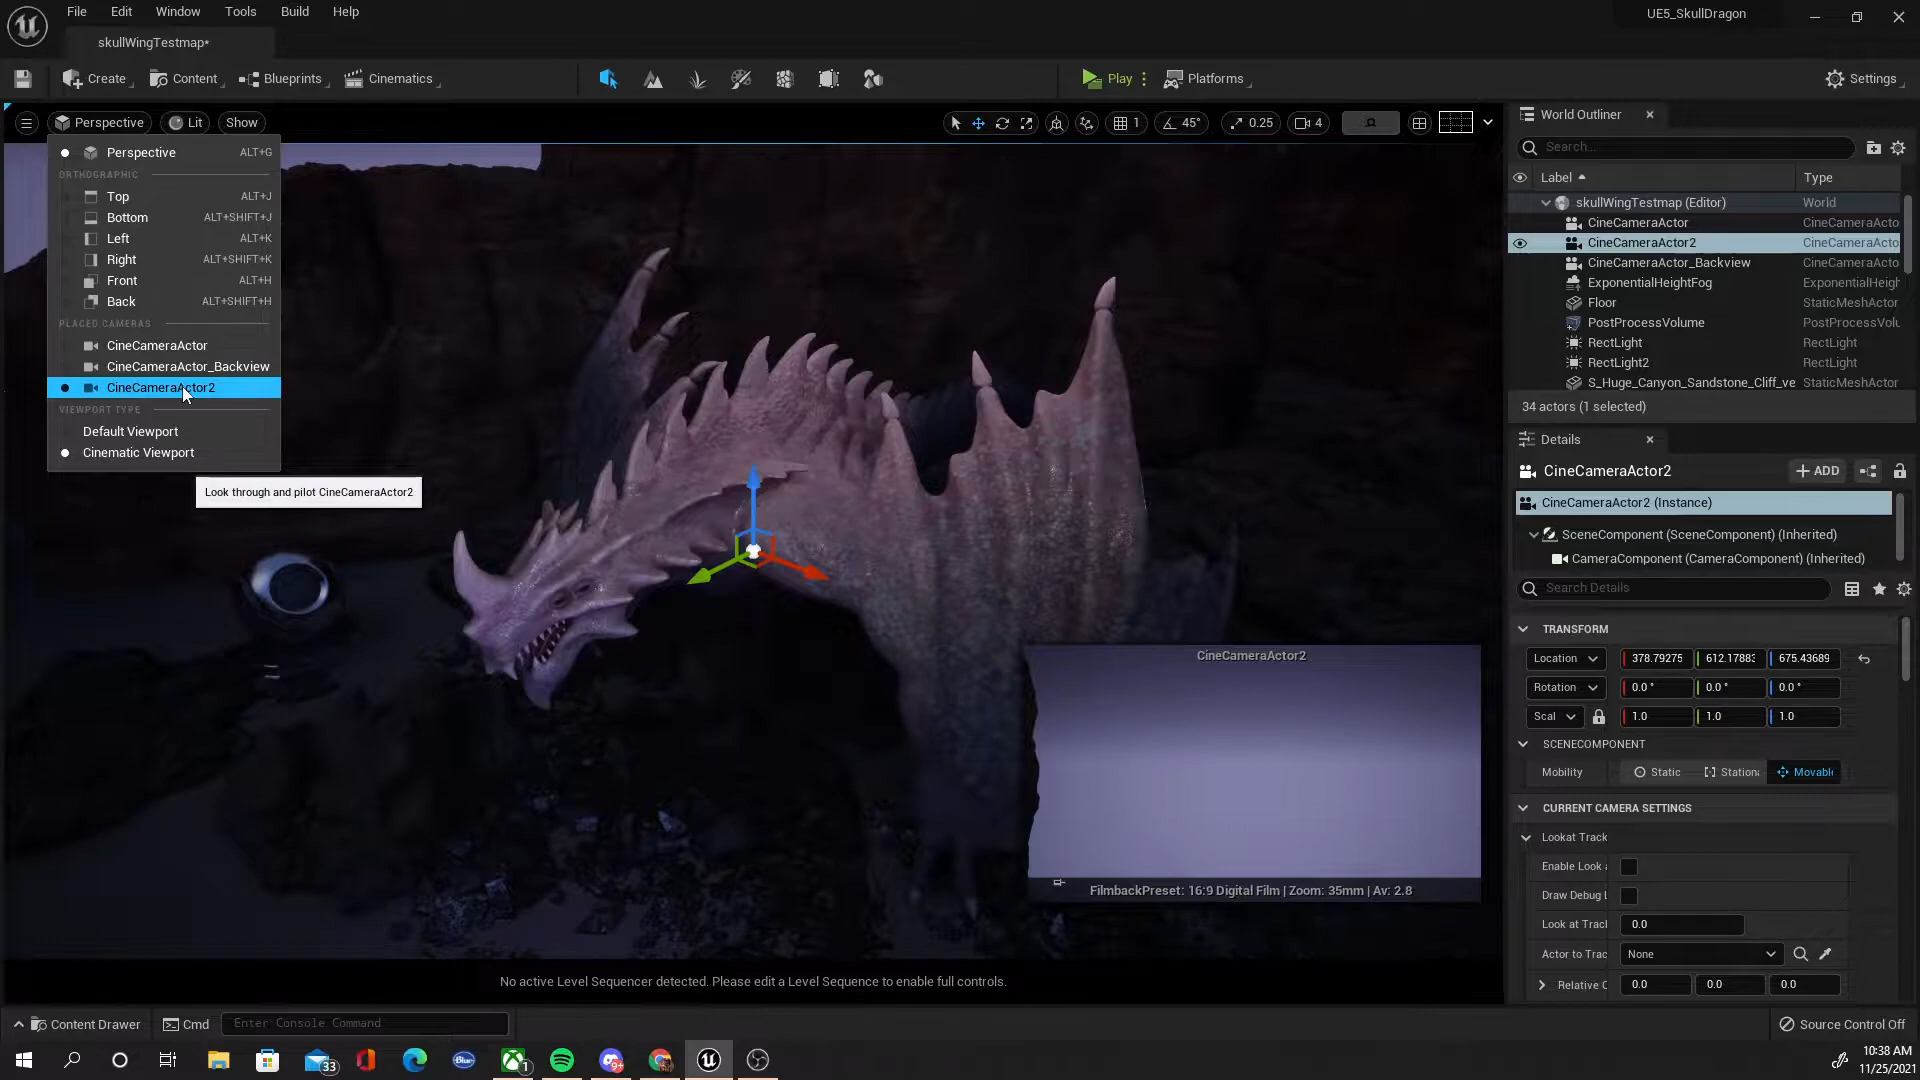 File Edit Window Tools Build Help
UE5_SkullDragon
skullWingTestmap*
Create Content Blueprints Cinematics Play Platforms Settings
Perspective Lit Show
1 45° 0.25 4
Perspective ALT+G
ORTHOGRAPHIC
Top ALT+J
Bottom ALT+SHIFT+J
Left ALT+K
Right ALT+SHIFT+K
Front ALT+H
Back ALT+SHIFT+H
PLACED CAMERAS
CineCameraActor
CineCameraActor_Backview
CineCameraActor2
VIEWPORT TYPE
Default Viewport
Cinematic Viewport
Look through and pilot CineCameraActor2
CineCameraActor2
FilmbackPreset: 16:9 Digital Film | Zoom: 35mm | Av: 2.8
No active Level Sequencer detected. Please edit a Level Sequence to enable full controls.
World Outliner
Search...
Label Type
skullWingTestmap (Editor) World
CineCameraActor CineCameraActo
CineCameraActor2 CineCameraActo
CineCameraActor_Backview CineCameraActo
ExponentialHeightFog ExponentialHeigh
Floor StaticMeshActor
PostProcessVolume PostProcessVolu
RectLight RectLight
RectLight2 RectLight
S_Huge_Canyon_Sandstone_Cliff_ve StaticMeshActor
34 actors (1 selected)
Details
CineCameraActor2 + ADD
CineCameraActor2 (Instance)
SceneComponent (SceneComponent) (Inherited)
CameraComponent (CameraComponent) (Inherited)
Search Details
TRANSFORM
Location 378.79275 612.17883 675.43689
Rotation 0.0° 0.0° 0.0°
Scal 1.0 1.0 1.0
SCENECOMPONENT
Mobility Static Stationa Movabl
CURRENT CAMERA SETTINGS
Lookat Track
Enable Look a
Draw Debug L
Look at Tracl 0.0
Actor to Trac None
Relative C 0.0 0.0 0.0
Content Drawer Cmd Enter Console Command Source Control Off
33 1 9+
10:38 AM
11/25/2021